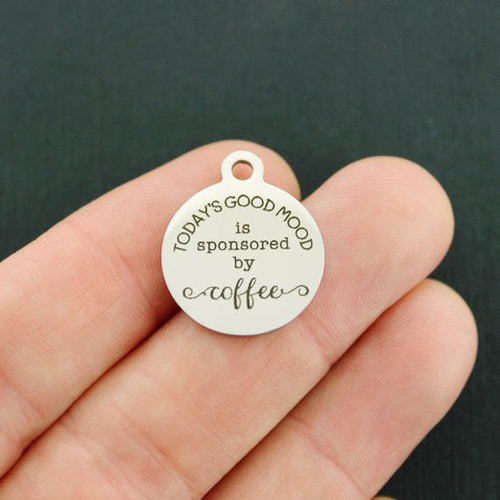 TODAY'S GOOD MOOD
is
sponsored
by
coffee